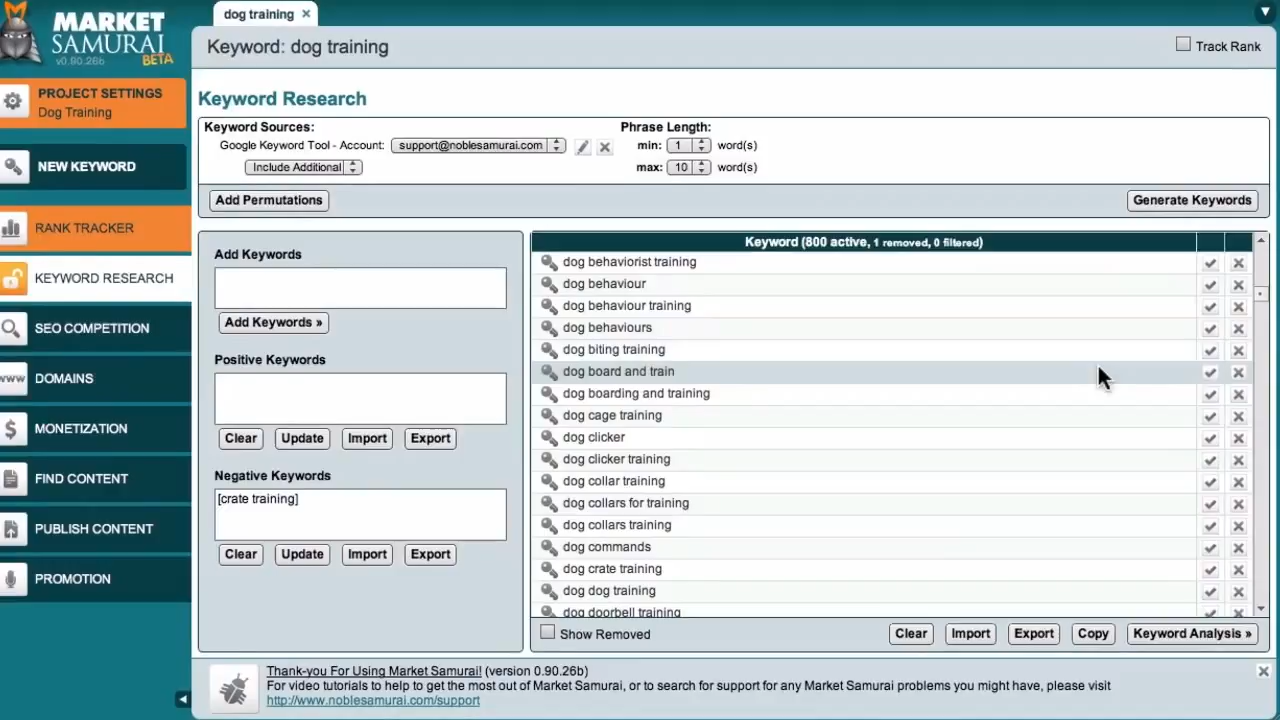 MARKET
SAMURAI
v0.90.26b BETA
dog training
Keyword: dog training
Track Rank
PROJECT SETTINGS
Dog Training
NEW KEYWORD
RANK TRACKER
KEYWORD RESEARCH
SEO COMPETITION
www DOMAINS
$ MONETIZATION
FIND CONTENT
PUBLISH CONTENT
PROMOTION
Keyword Research
Keyword Sources:
Google Keyword Tool - Account: support@noblesamurai.com
Include Additional
Phrase Length:
min: 1 word(s)
max: 10 word(s)
Add Permutations
Generate Keywords
Add Keywords
Add Keywords »
Positive Keywords
Clear Update Import Export
Negative Keywords
[crate training]
Clear Update Import Export
Keyword (800 active, 1 removed, 0 filtered)
dog behaviorist training
dog behaviour
dog behaviour training
dog behaviours
dog biting training
dog board and train
dog boarding and training
dog cage training
dog clicker
dog clicker training
dog collar training
dog collars for training
dog collars training
dog commands
dog crate training
dog dog training
dog doorbell training
Show Removed
Clear Import Export Copy Keyword Analysis »
Thank-you For Using Market Samurai! (version 0.90.26b)
For video tutorials to help to get the most out of Market Samurai, or to search for support for any Market Samurai problems you might have, please visit
http://www.noblesamurai.com/support